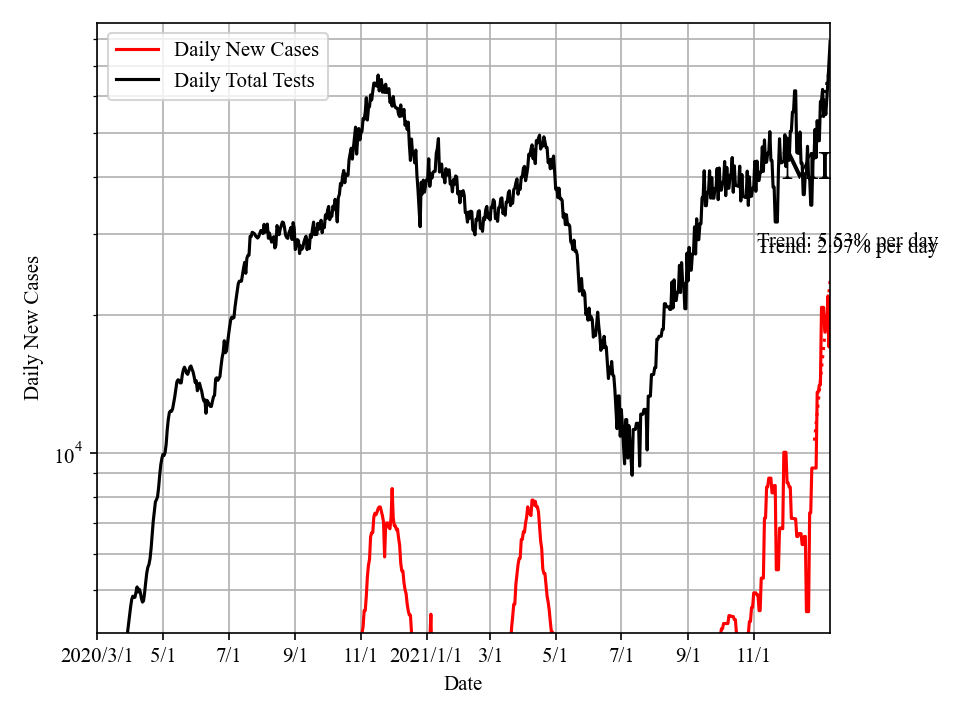 Daily New Cases
Daily Total Tests
MI
Trend: 5.53% per day
Trend: 2.97% per day
Daily New Cases
10^4
2020/3/1 5/1 7/1 9/1 11/1 2021/1/1 3/1 5/1 7/1 9/1 11/1
Date